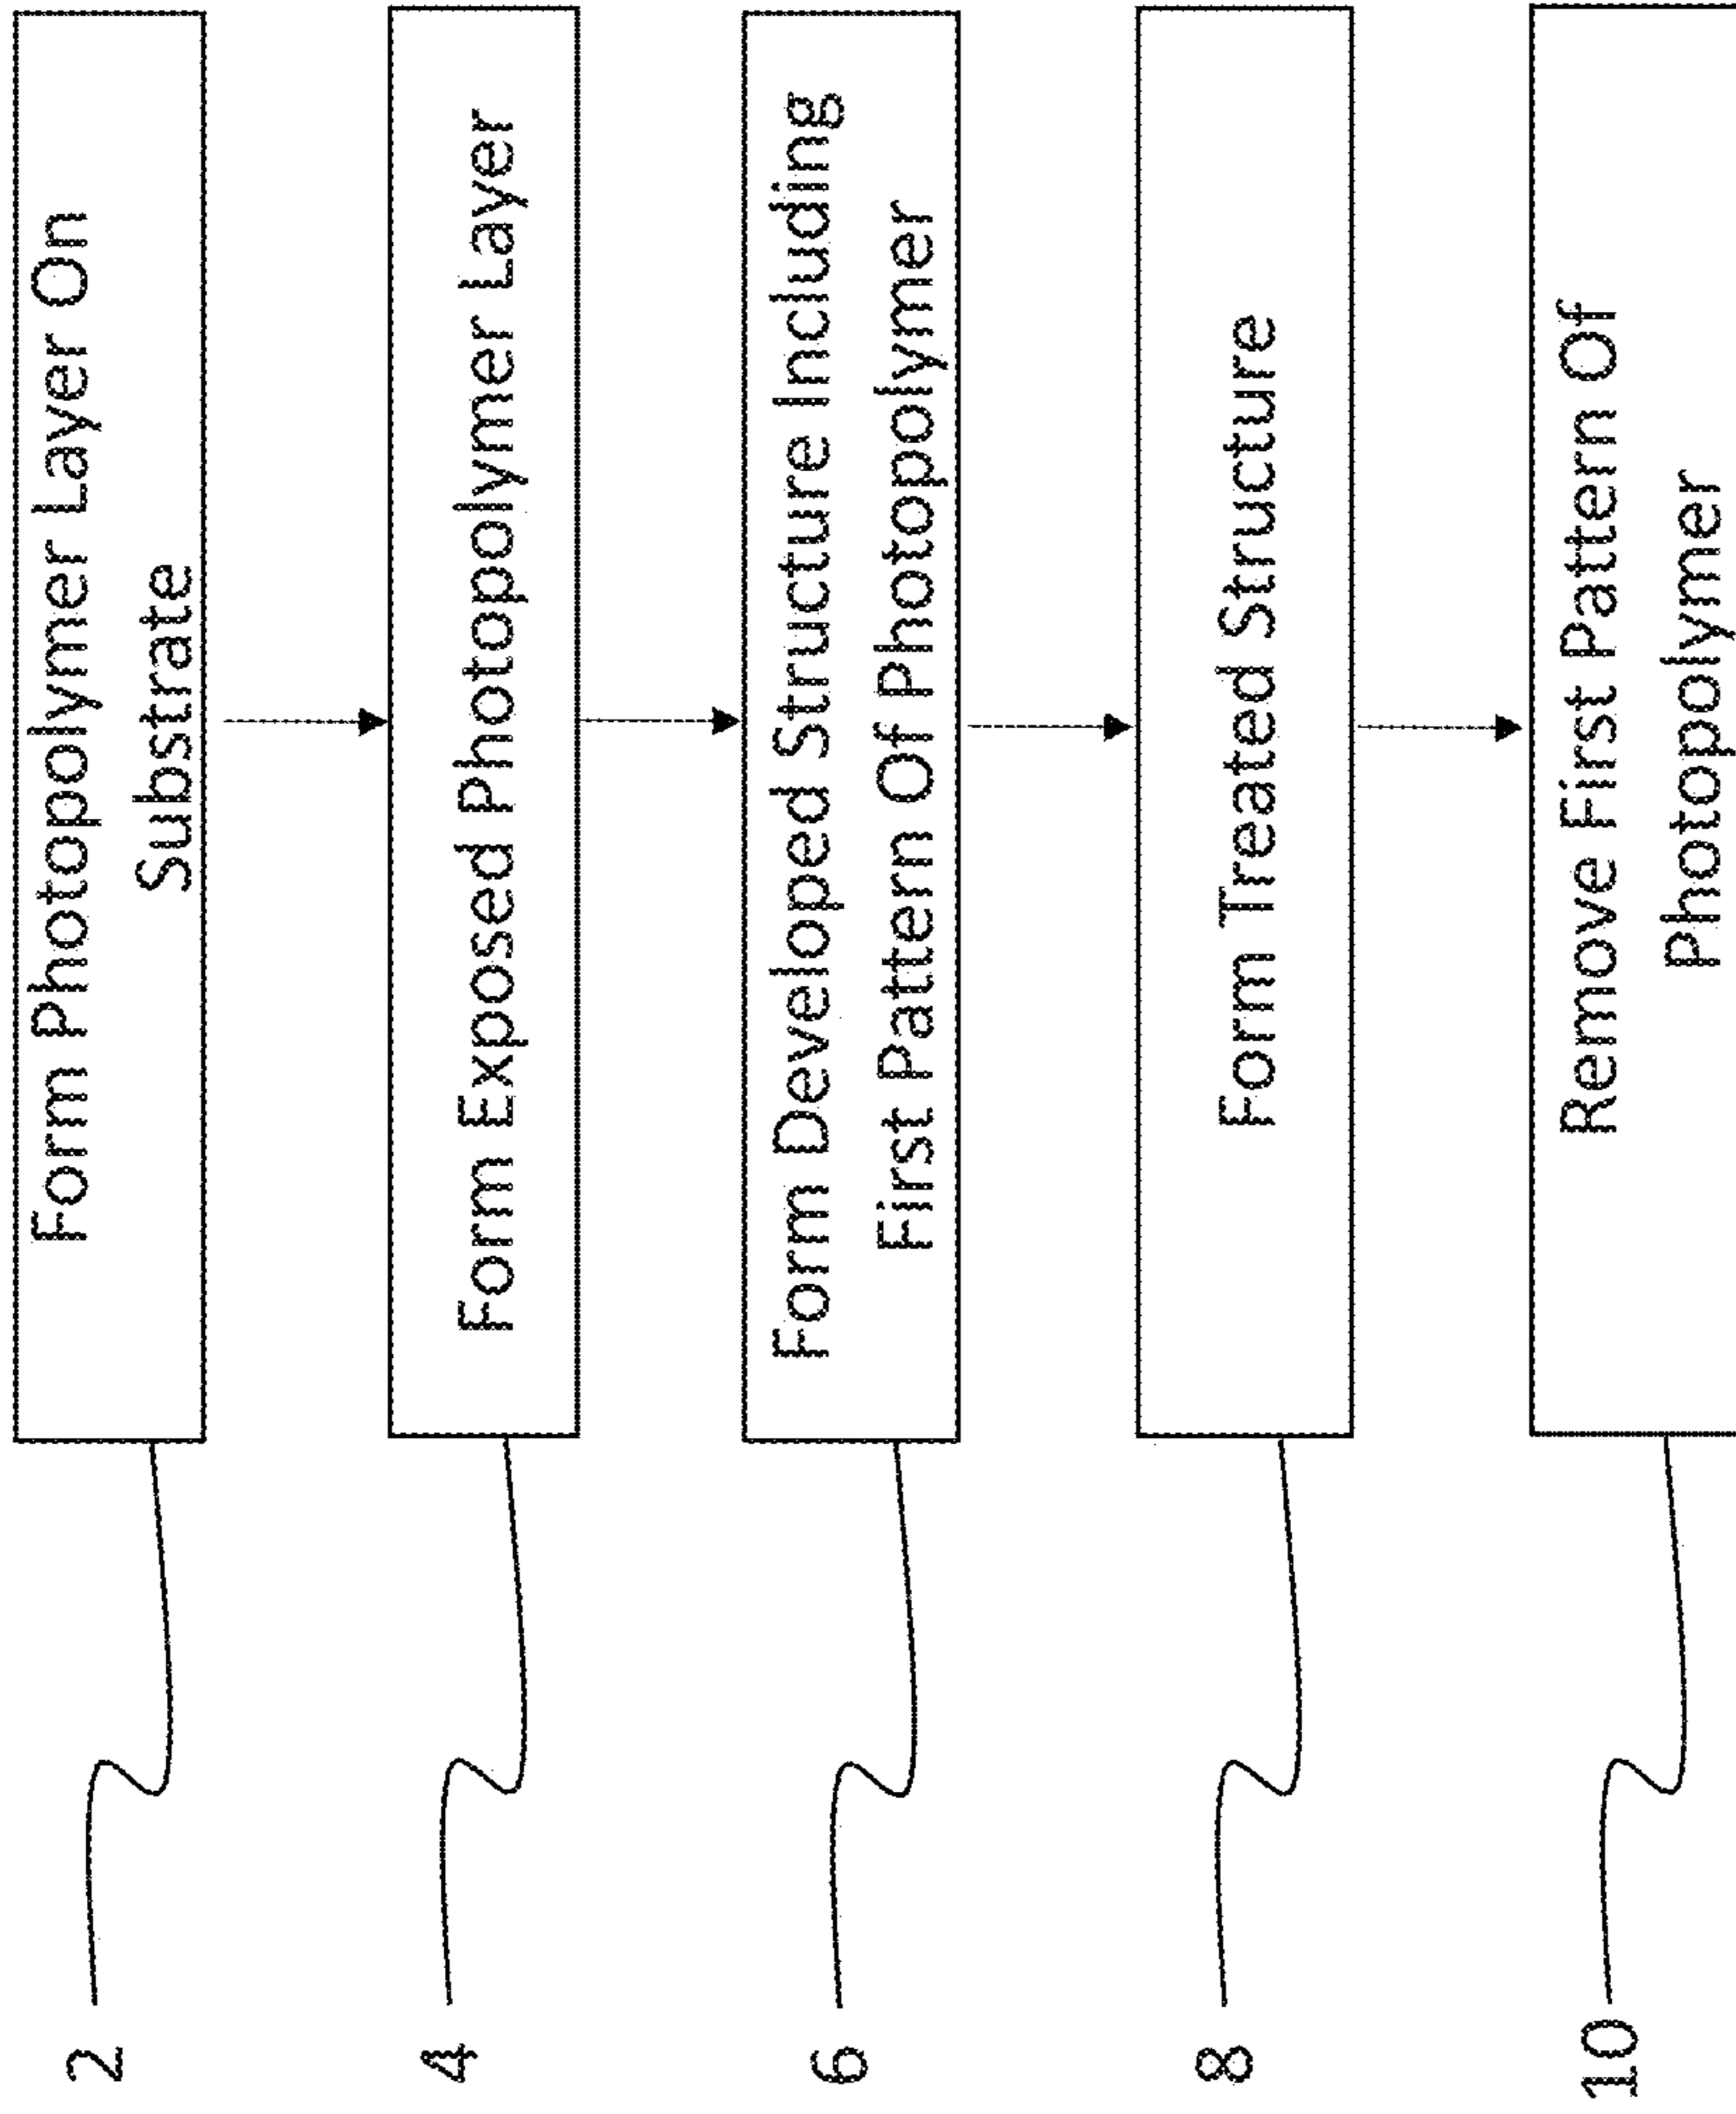 2
Form Photopolymer Layer On
Substrate
4
Form Exposed Photopolymer Layer
6
Form Developed Structure Including
First Pattern Of Photopolymer
8
Form Treated Structure
10
Remove First Pattern Of
Photopolymer